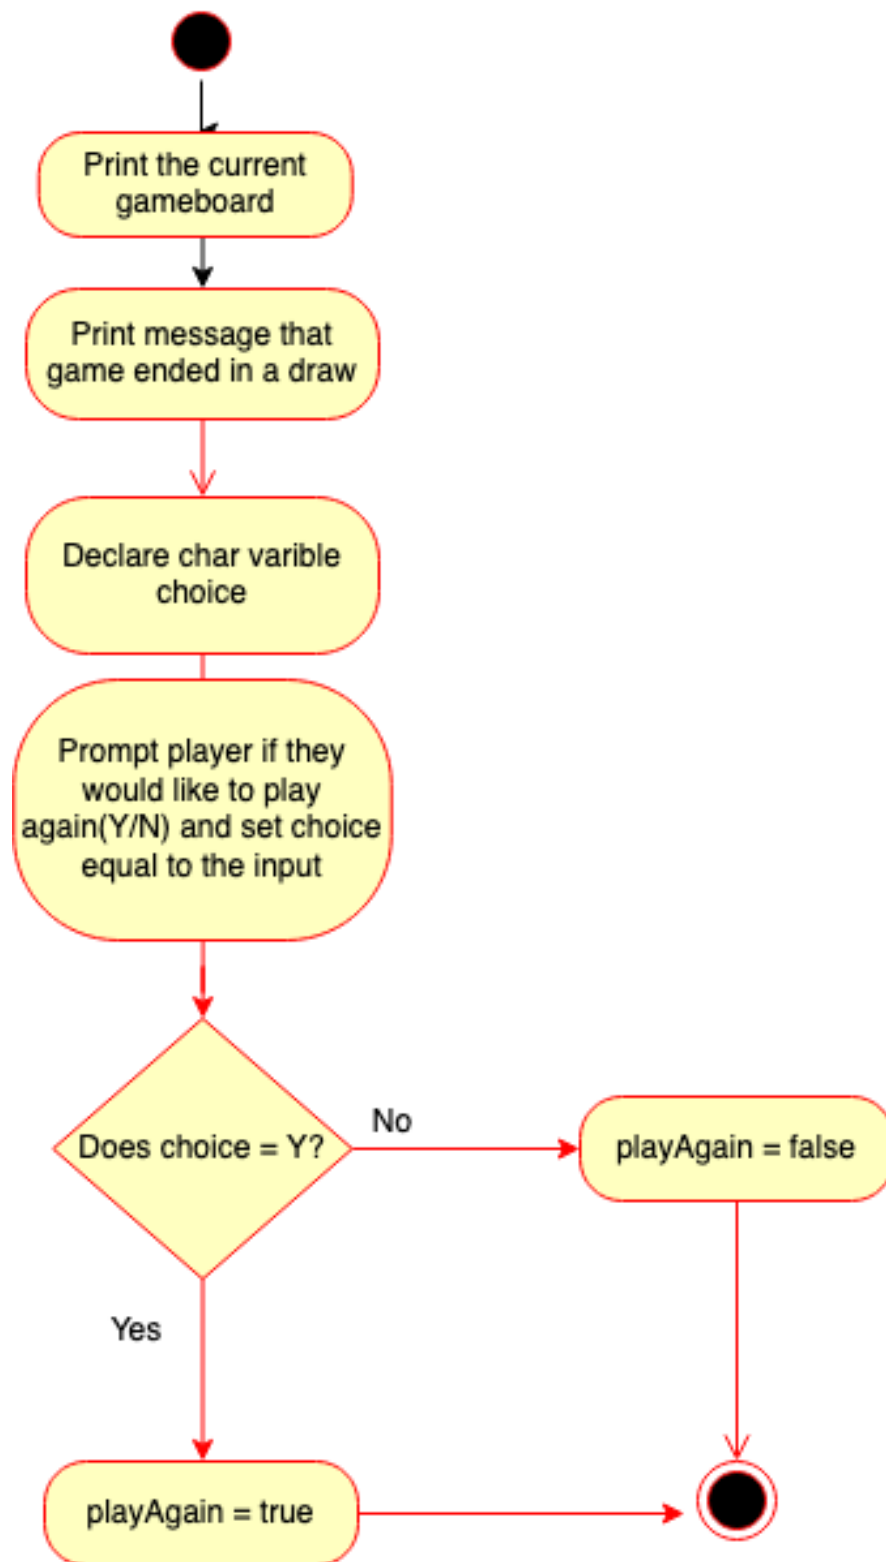 Print the current
gameboard
Print message that
game ended in a draw
Declare char varible
choice
Prompt player if they
would like to play
again(Y/N) and set choice
equal to the input
Does choice = Y?
No
playAgain = false
Yes
playAgain = true